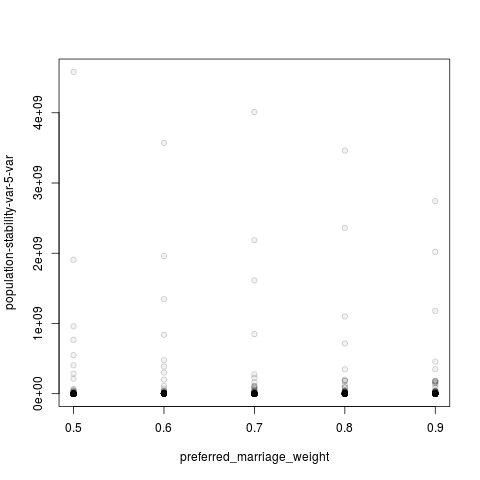 population-stability-var-5-var
4e+09
3e+09
2e+09
1e+09
0e+00
0.5 0.6 0.7 0.8 0.9
preferred_marriage_weight